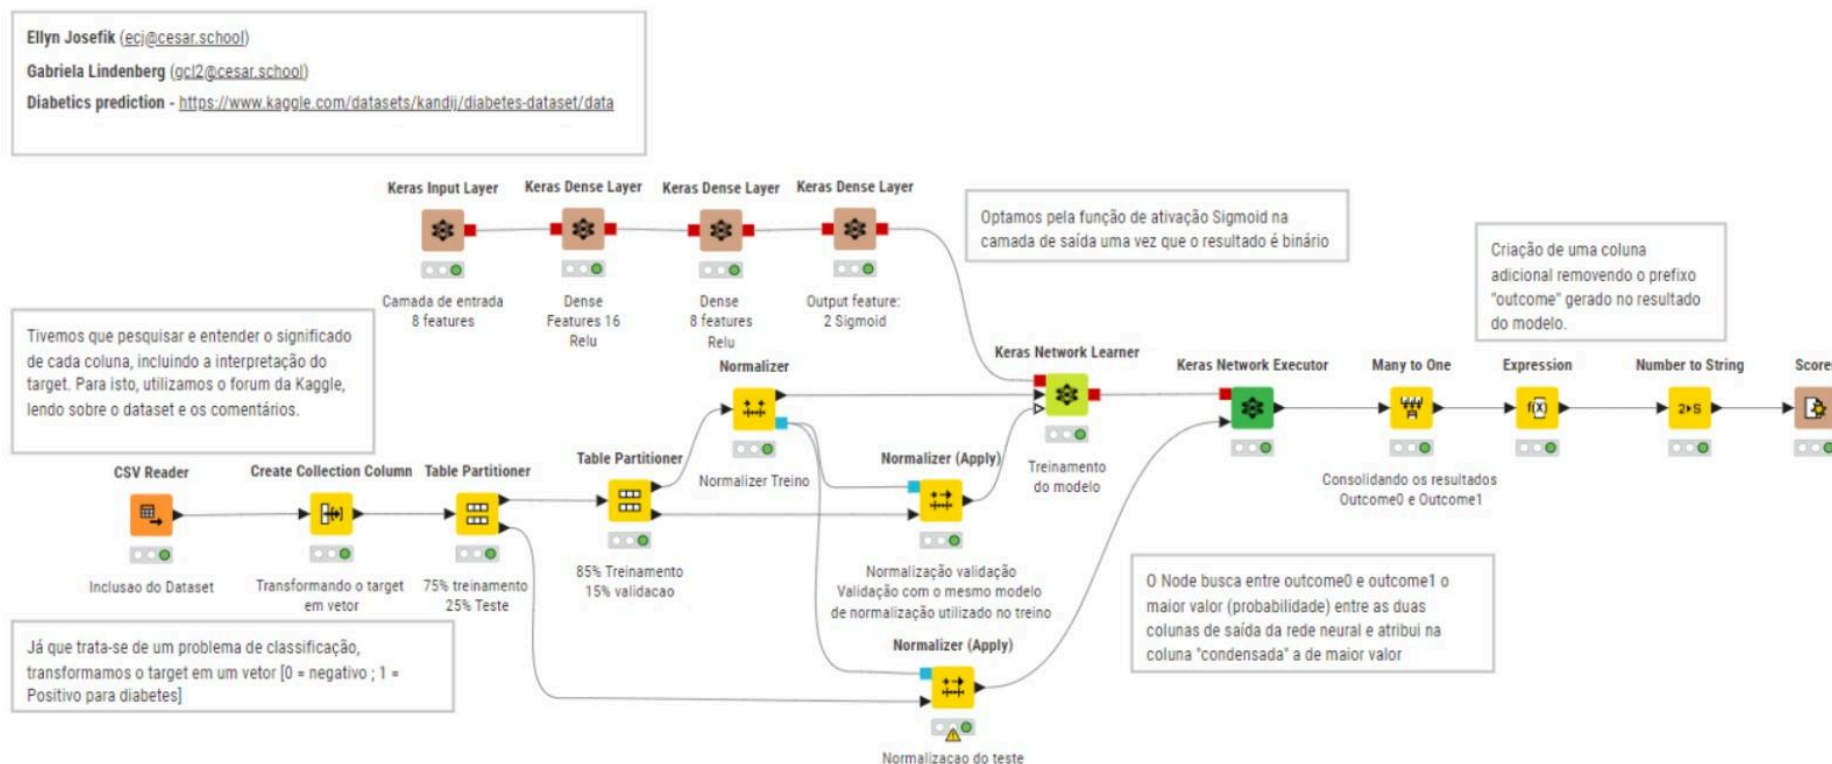 Ellyn Josefik (ecj@cesar.school)
Gabriela Lindenberg (gcl2@cesar.school)
Diabetics prediction - https://www.kaggle.com/datasets/kandij/diabetes-dataset/data
Keras Input Layer
Camada de entrada
8 features
Keras Dense Layer
Dense
Features 16
Relu
Keras Dense Layer
Dense
8 features
Relu
Keras Dense Layer
Output feature:
2 Sigmoid
Optamos pela função de ativação Sigmoid na
camada de saída uma vez que o resultado é binário
Criação de uma coluna
adicional removendo o prefixo
"outcome" gerado no resultado
do modelo.
Tivemos que pesquisar e entender o significado
de cada coluna, incluindo a interpretação do
target. Para isto, utilizamos o forum da Kaggle,
lendo sobre o dataset e os comentários.
Normalizer
Normalizer Treino
Keras Network Learner
Treinamento
do modelo
Keras Network Executor
Many to One
Consolidando os resultados
Outcome0 e Outcome1
Expression
f(x)
Number to String
2▸S
Score
CSV Reader
Inclusao do Dataset
Create Collection Column
Transformando o target
em vetor
Table Partitioner
75% treinamento
25% Teste
Table Partitioner
85% Treinamento
15% validacao
Normalizer (Apply)
Normalização validação
Validação com o mesmo modelo
de normalização utilizado no treino
O Node busca entre outcome0 e outcome1 o
maior valor (probabilidade) entre as duas
colunas de saída da rede neural e atribui na
coluna "condensada" a de maior valor
Já que trata-se de um problema de classificação,
transformamos o target em um vetor [0 = negativo ; 1 =
Positivo para diabetes]
Normalizer (Apply)
Normalizacao do teste